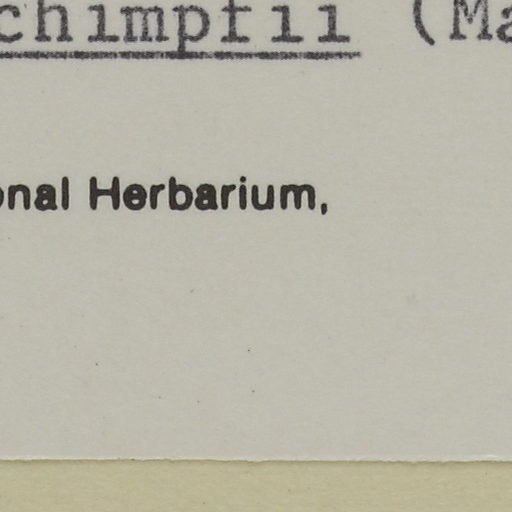 chimpfii (Ma
onal Herbarium,